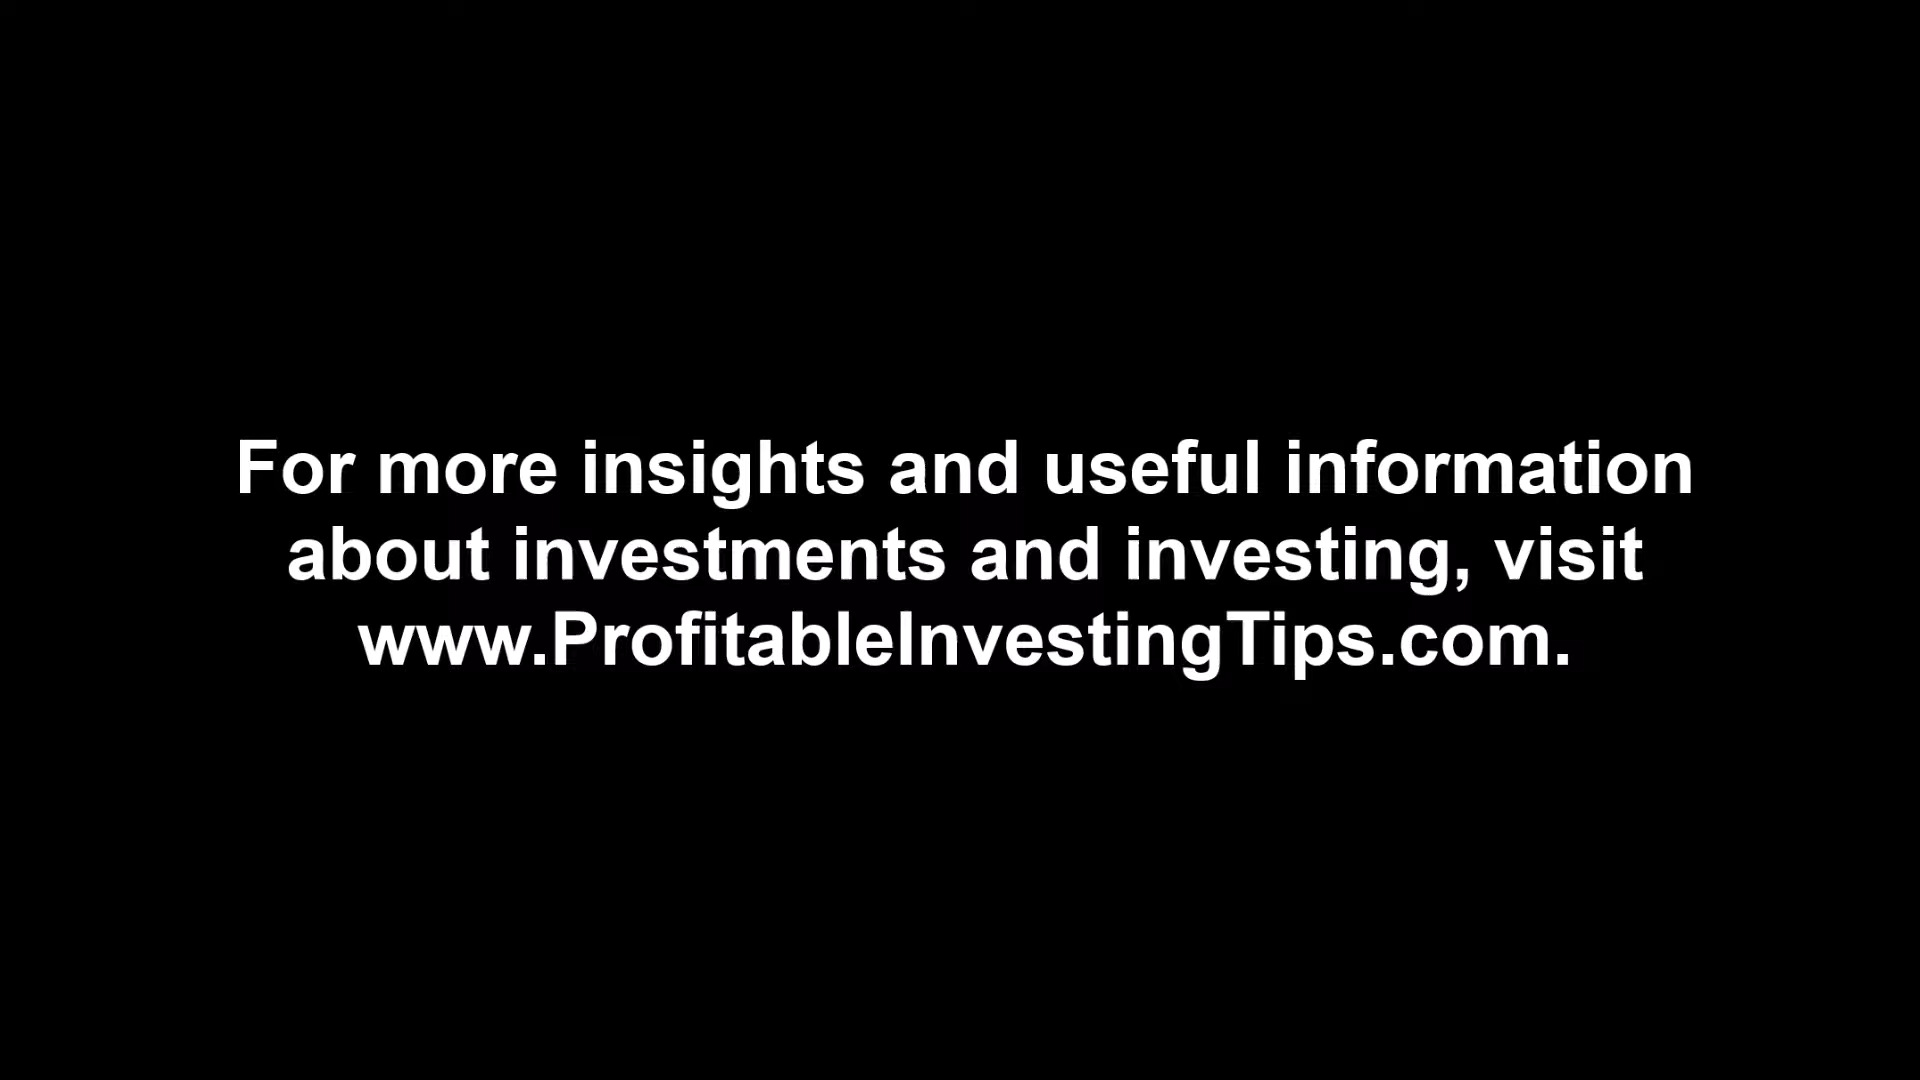 For more insights and useful information
about investments and investing, visit
www.ProfitableInvestingTips.com.